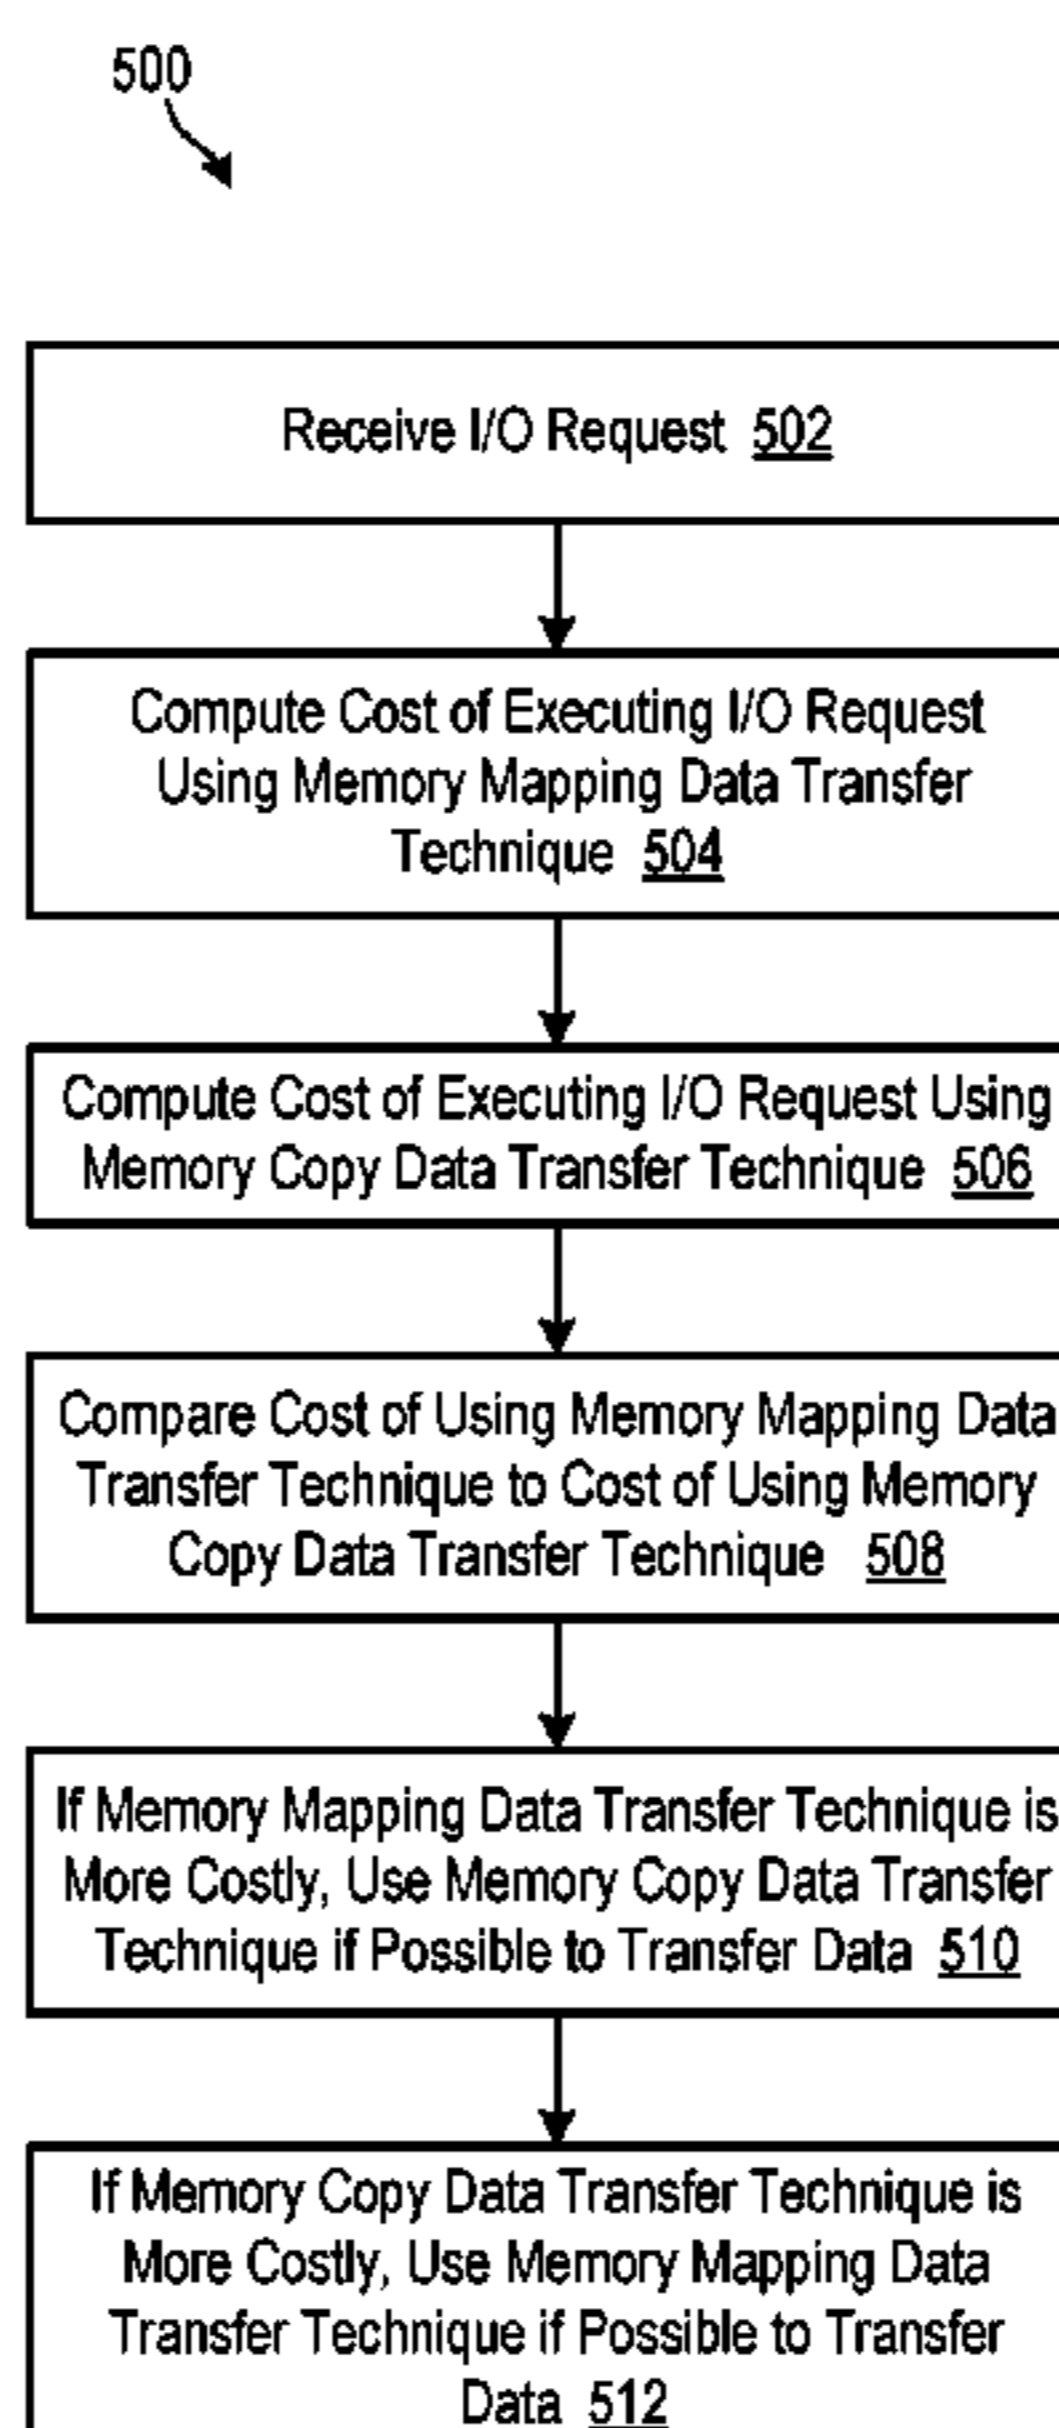 500
Receive I/O Request 502
Compute Cost of Executing I/O Request
Using Memory Mapping Data Transfer
Technique 504
Compute Cost of Executing I/O Request Using
Memory Copy Data Transfer Technique 506
Compare Cost of Using Memory Mapping Data
Transfer Technique to Cost of Using Memory
Copy Data Transfer Technique 508
If Memory Mapping Data Transfer Technique is
More Costly, Use Memory Copy Data Transfer
Technique if Possible to Transfer Data 510
If Memory Copy Data Transfer Technique is
More Costly, Use Memory Mapping Data
Transfer Technique if Possible to Transfer
Data 512